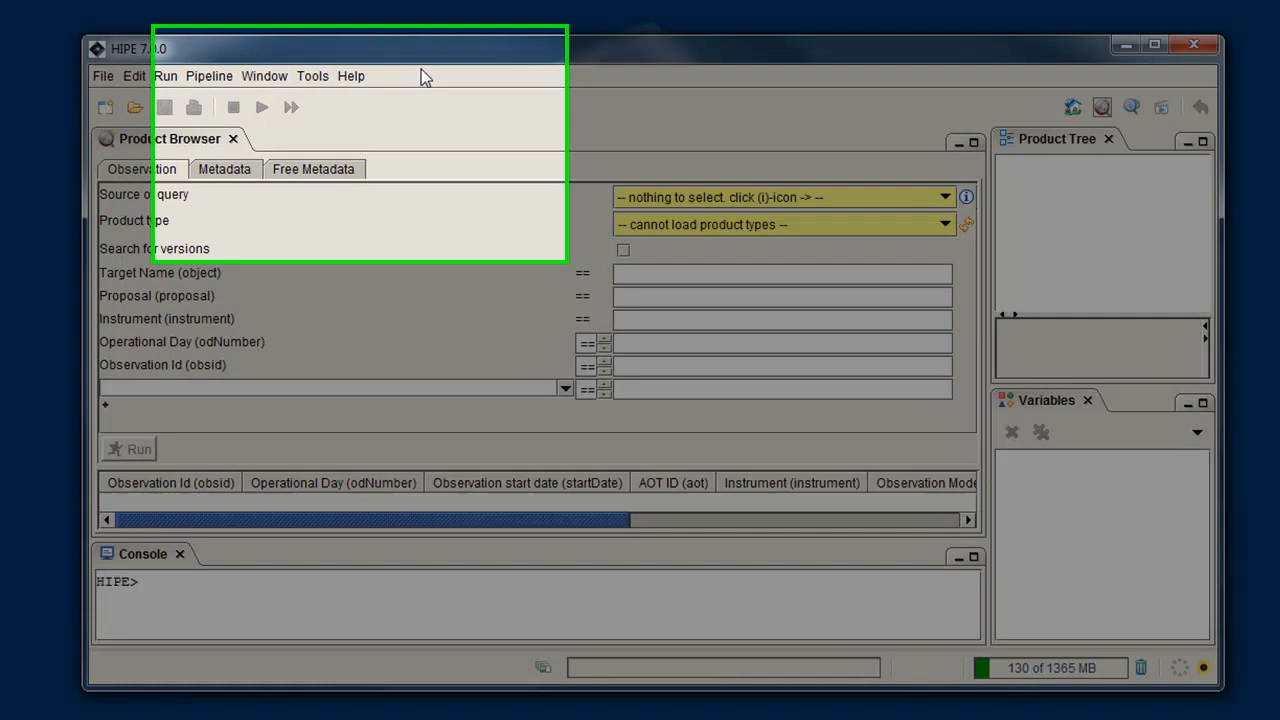 HIPE 7.0.0
File Edit Run Pipeline Window Tools Help
Product Browser
Product Tree
Observation Metadata Free Metadata
Source of query -- nothing to select. click (i)-icon -> --
Product type -- cannot load product types --
Search for versions
Target Name (object) ==
Proposal (proposal) ==
Instrument (instrument) ==
Operational Day (odNumber) ==
Observation Id (obsid) ==
==
+
Variables
Run
Observation Id (obsid) Operational Day (odNumber) Observation start date (startDate) AOT ID (aot) Instrument (instrument) Observation Mode
Console
HIPE>
130 of 1365 MB